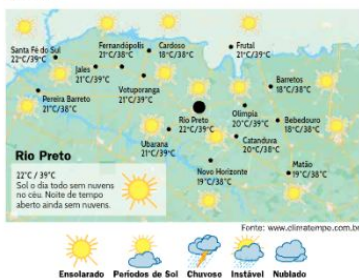 Santa Fé do Sul
22°C/39°C
Fernandópolis
21°C/38°C
Cardoso
18°C/38°C
Frutal
21°C/39°C
Jales
21°C/39°C
Votuporanga
21°C/39°C
Pereira Barreto
21°C/38°C
Barretos
18°C/38°C
Rio Preto
22°C/39°C
Olímpia
20°C/39°C
Bebedouro
18°C/38°C
Ubarana
21°C/39°C
Catanduva
20°C/38°C
Novo Horizonte
19°C/38°C
Matão
19°C/38°C
Rio Preto
22°C / 39°C
Sol o dia todo sem nuvens
no céu. Noite de tempo
aberto ainda sem nuvens.
Fonte: www.climatempo.com.br
Ensolarado
Períodos de Sol
Chuvoso
Instável
Nublado